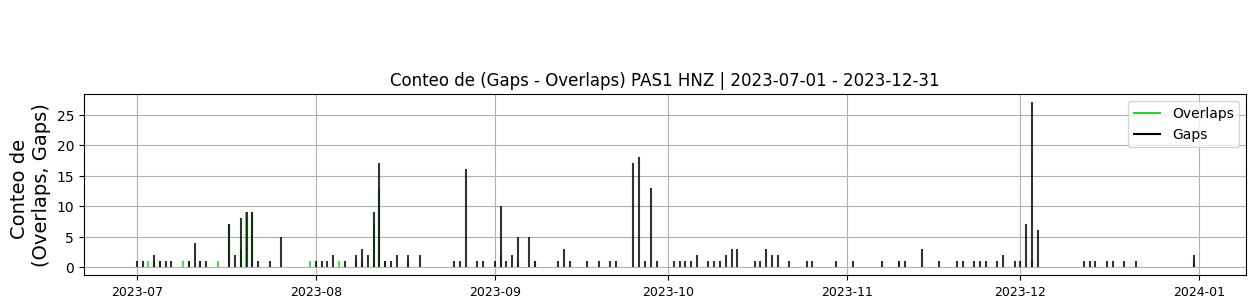 Conteo de (Gaps - Overlaps) PAS1 HNZ | 2023-07-01 - 2023-12-31
Conteo de
(Overlaps, Gaps)
25
20
15
10
5
0
Overlaps
Gaps
2023-07
2023-08
2023-09
2023-10
2023-11
2023-12
2024-01